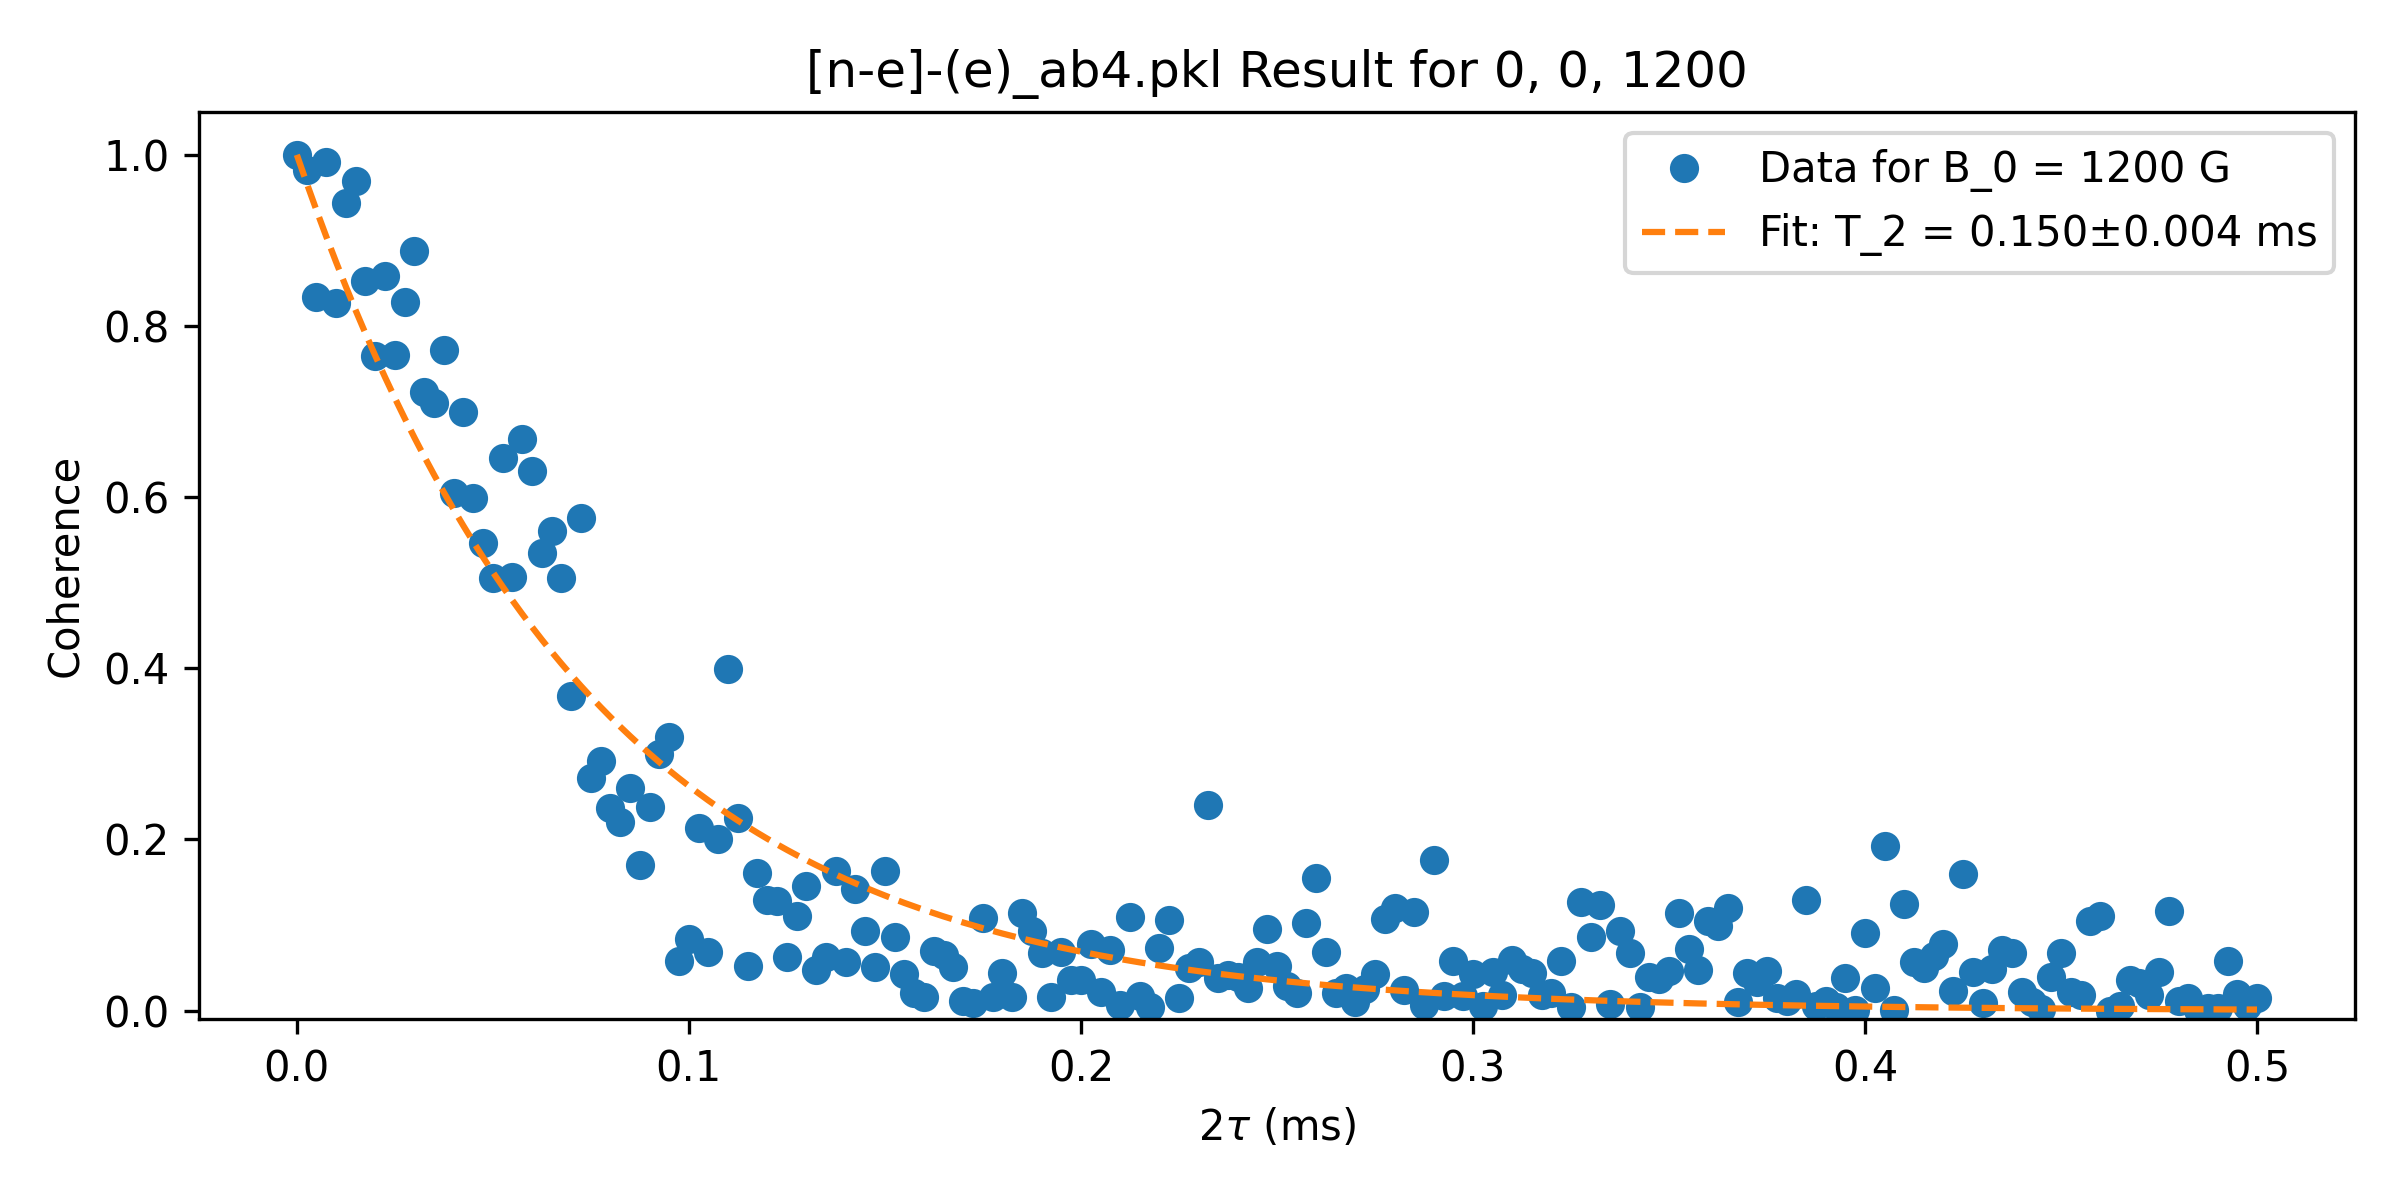 [n-e]-(e)_ab4.pkl Result for 0, 0, 1200
Data for B_0 = 1200 G
Fit: T_2 = 0.150±0.004 ms
Coherence
1.0
0.8
0.6
0.4
0.2
0.0
0.0 0.1 0.2 0.3 0.4 0.5
2τ (ms)